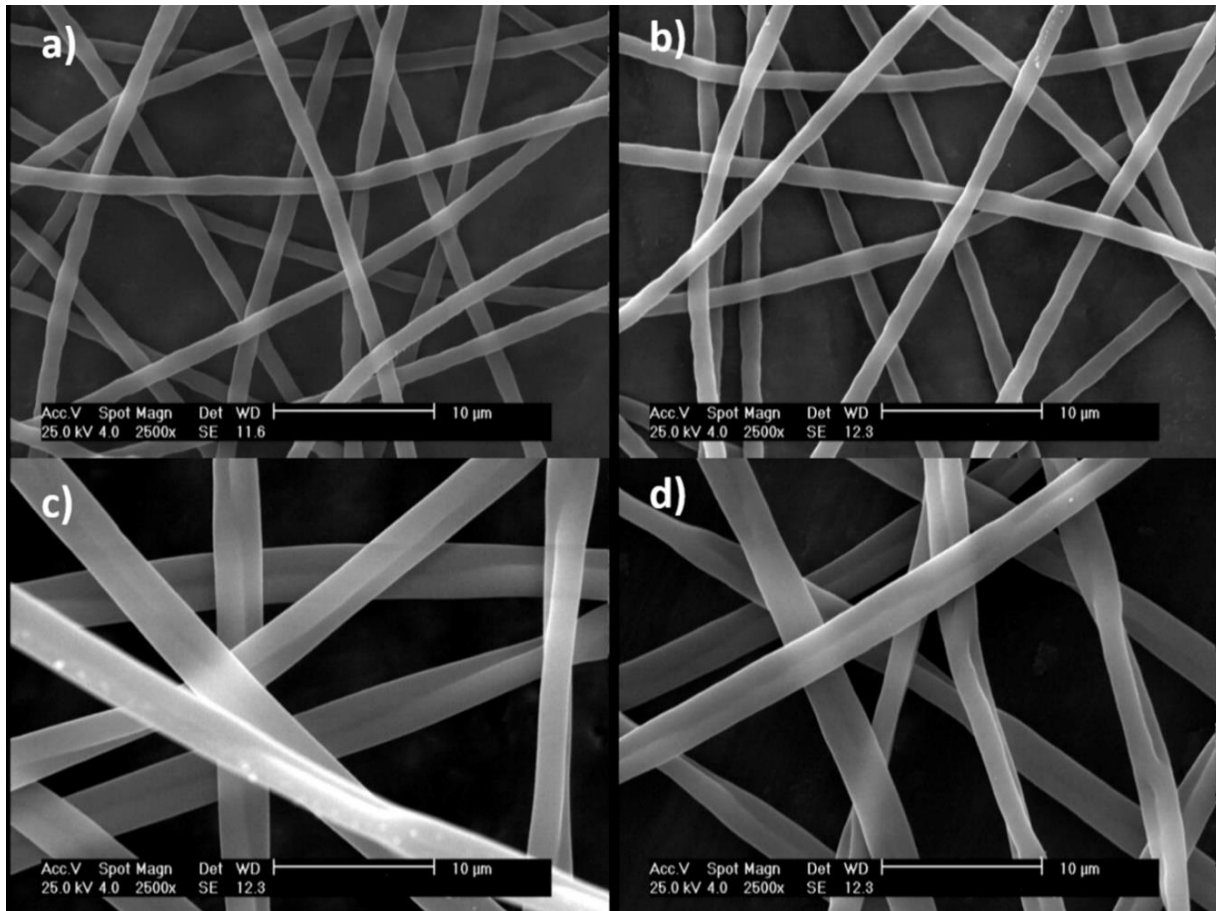 a)
Acc.V Spot Magn Det WD 10 µm
25.0 kV 4.0 2500x SE 11.6
b)
Acc.V Spot Magn Det WD 10 µm
25.0 kV 4.0 2500x SE 12.3
c)
Acc.V Spot Magn Det WD 10 µm
25.0 kV 4.0 2500x SE 12.3
d)
Acc.V Spot Magn Det WD 10 µm
25.0 kV 4.0 2500x SE 12.3